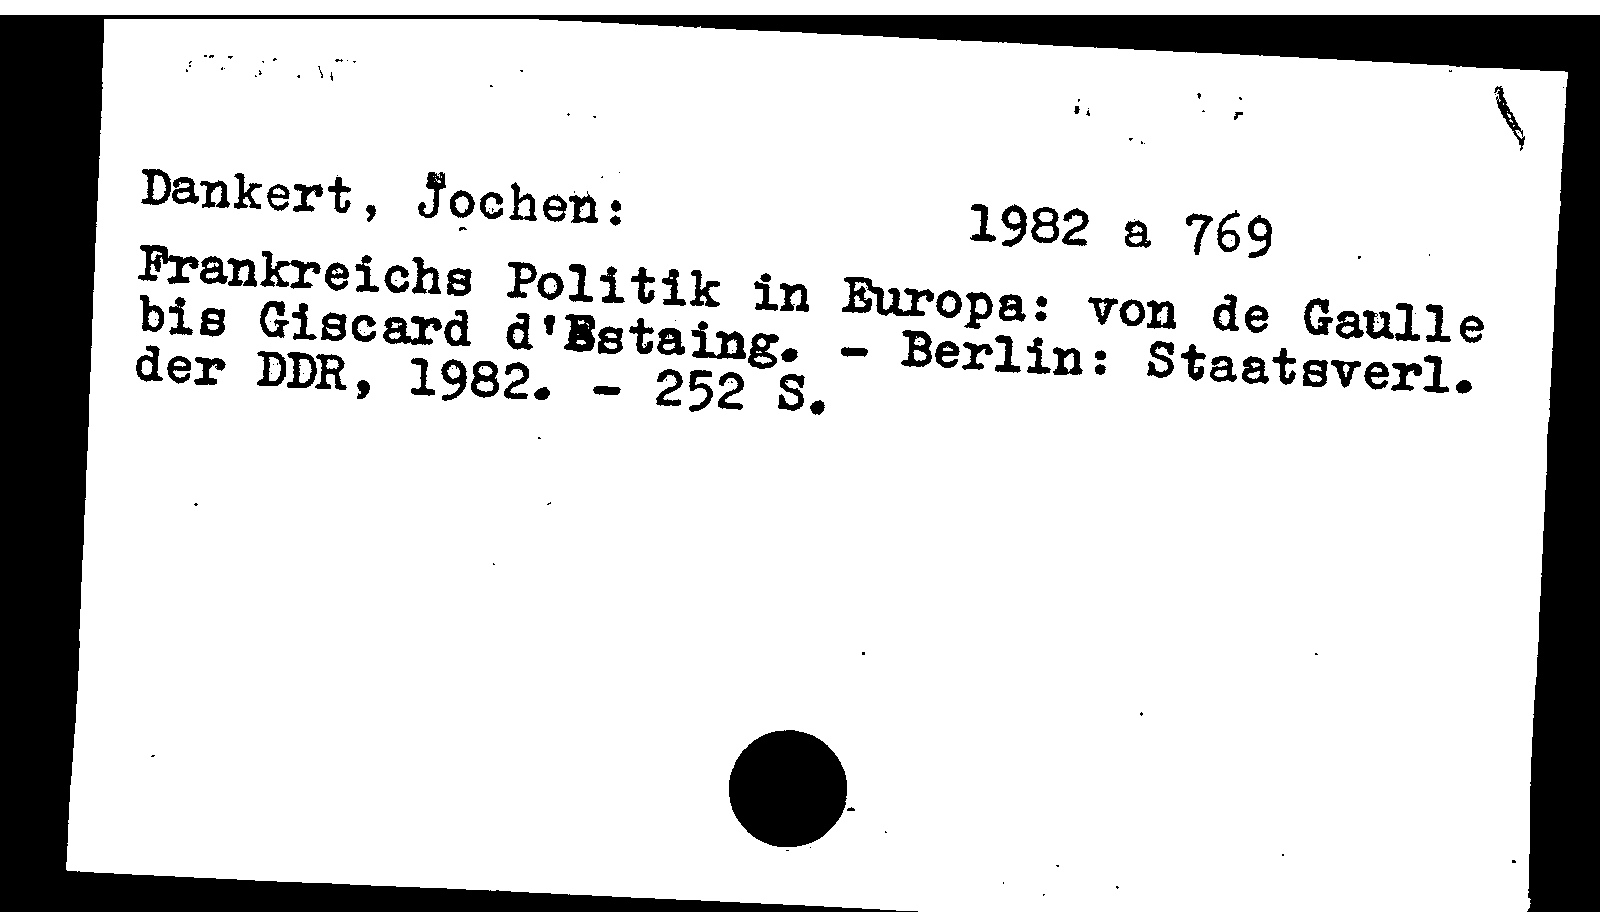 Dankert, Jochen:
1982 a 769
Frankreichs Politik in Europa: von de Gaulle
bis Giscard d'Estaing. - Berlin: Staatsverl.
der DDR, 1982. - 252 S.